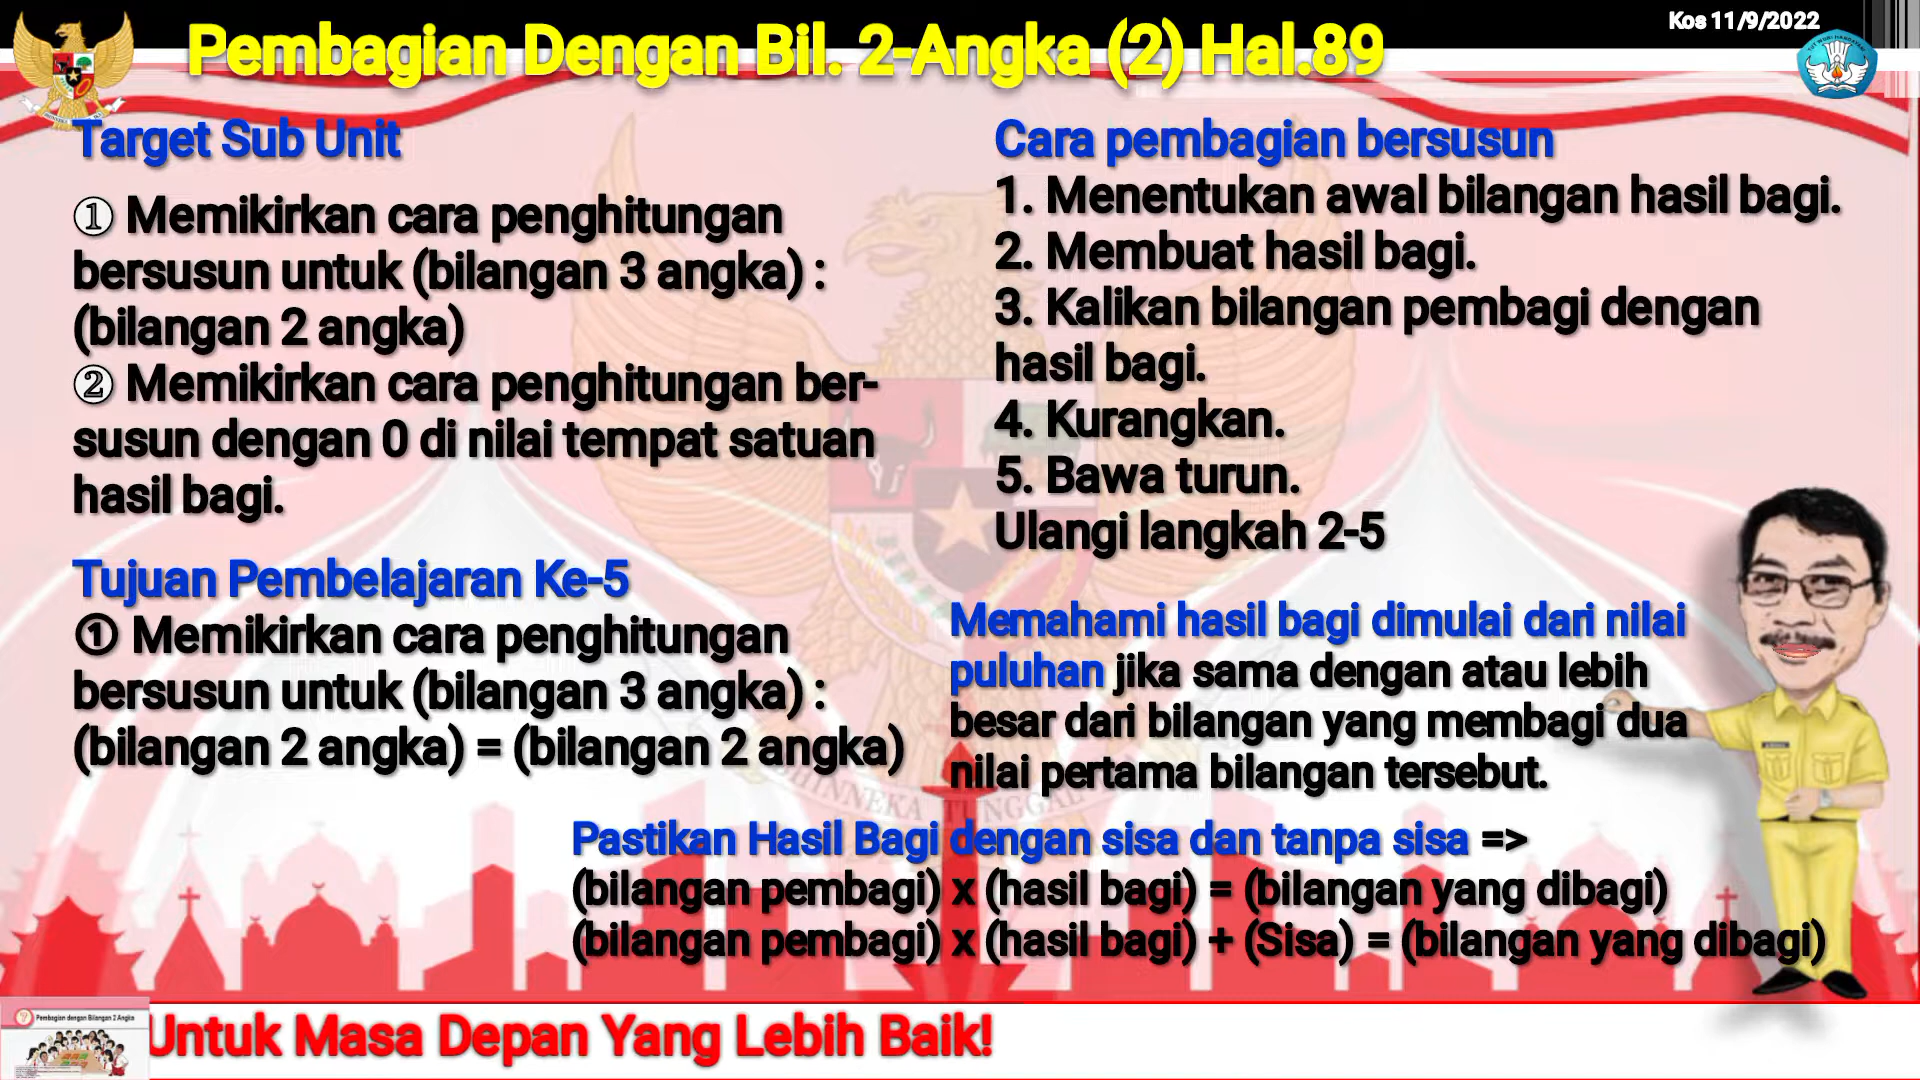 Kos 11/9/2022
Pembagian Dengan Bil. 2-Angka (2) Hal.89
Target Sub Unit
① Memikirkan cara penghitungan
bersusun untuk (bilangan 3 angka) :
(bilangan 2 angka)
② Memikirkan cara penghitungan ber-
susun dengan 0 di nilai tempat satuan
hasil bagi.
Tujuan Pembelajaran Ke-5
① Memikirkan cara penghitungan
bersusun untuk (bilangan 3 angka) :
(bilangan 2 angka) = (bilangan 2 angka)
Cara pembagian bersusun
1. Menentukan awal bilangan hasil bagi.
2. Membuat hasil bagi.
3. Kalikan bilangan pembagi dengan
hasil bagi.
4. Kurangkan.
5. Bawa turun.
Ulangi langkah 2-5
Memahami hasil bagi dimulai dari nilai
puluhan jika sama dengan atau lebih
besar dari bilangan yang membagi dua
nilai pertama bilangan tersebut.
HINNEKA TUNGGAL
Pastikan Hasil Bagi dengan sisa dan tanpa sisa =>
(bilangan pembagi) x (hasil bagi) = (bilangan yang dibagi)
(bilangan pembagi) x (hasil bagi) + (Sisa) = (bilangan yang dibagi)
Pembagian dengan Bilangan 2 Angka
Untuk Masa Depan Yang Lebih Baik!